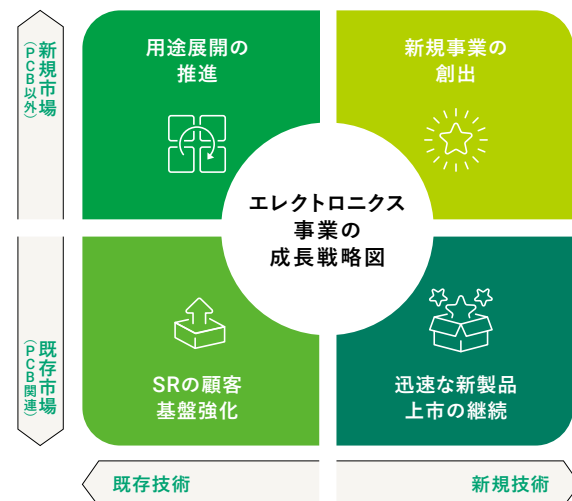 新規市場
(PCB以外)
用途展開の
推進
新規事業の
創出
エレクトロニクス
事業の
成長戦略図
既存市場
(PCB関連)
SRの顧客
基盤強化
迅速な新製品
上市の継続
既存技術
新規技術